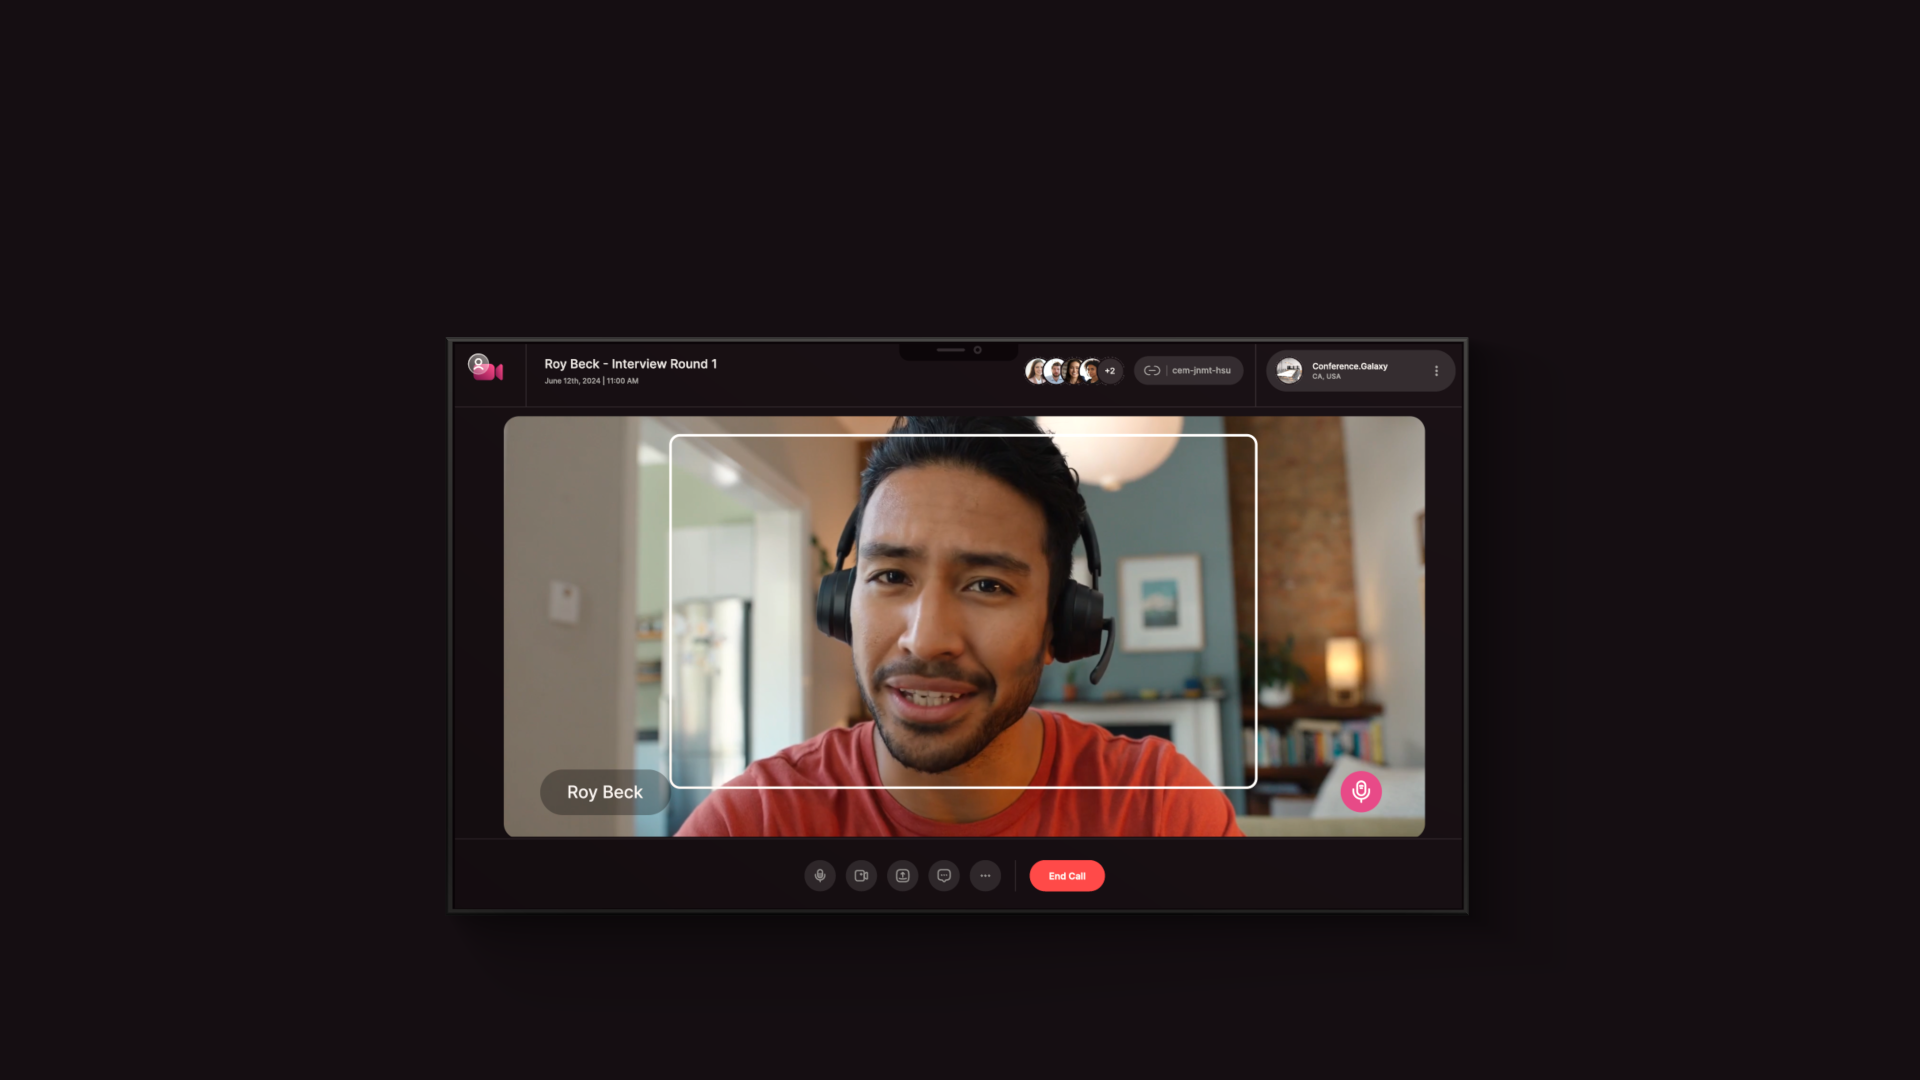 Roy Beck - Interview Round 1
June 12th, 2024 | 11:00 AM
+2
cem-jnmt-hsu
Conference.Galaxy
CA, USA
Roy Beck
End Call